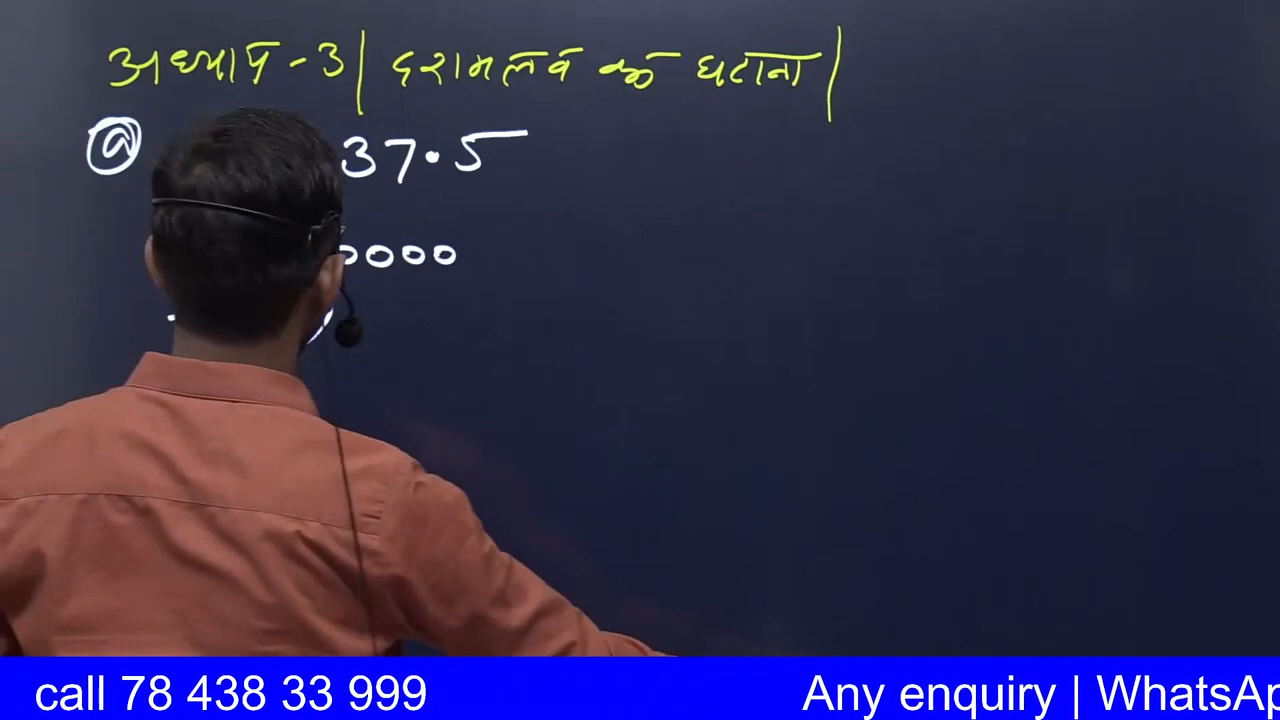 अध्याय - 3 | दशमलव को घटाना |
@ 37.5
0000
call 78 438 33 999 Any enquiry | WhatsAp